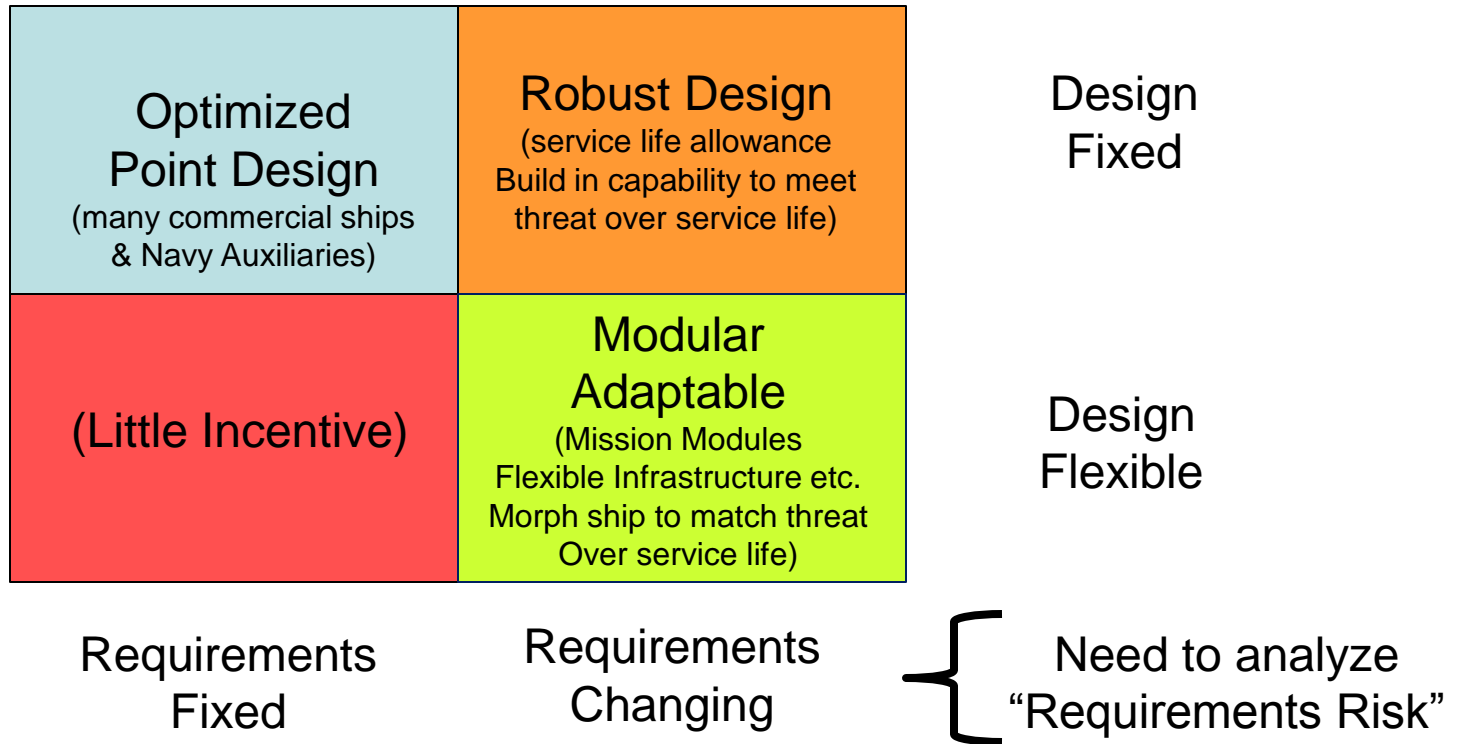 Optimized
Point Design
(many commercial ships
& Navy Auxiliaries)
Robust Design
(service life allowance
Build in capability to meet
threat over service life)
Design
Fixed
(Little Incentive)
Modular
Adaptable
(Mission Modules
Flexible Infrastructure etc.
Morph ship to match threat
Over service life)
Design
Flexible
Requirements
Fixed
Requirements
Changing
Need to analyze
“Requirements Risk”